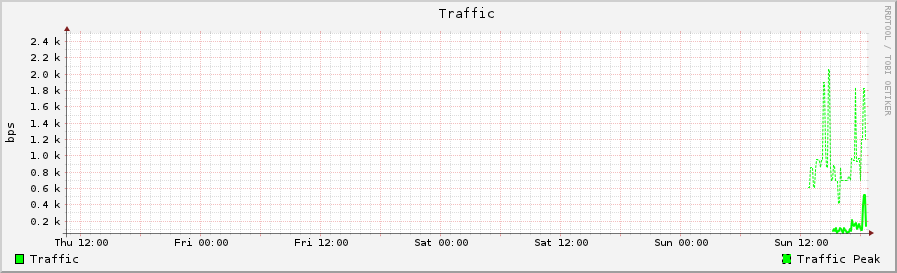 Traffic
RRDTOOL / TOBI OETIKER
bps
2.4 k
2.2 k
2.0 k
1.8 k
1.6 k
1.4 k
1.2 k
1.0 k
0.8 k
0.6 k
0.4 k
0.2 k
Thu 12:00 Fri 00:00 Fri 12:00 Sat 00:00 Sat 12:00 Sun 00:00 Sun 12:00
Traffic Traffic Peak